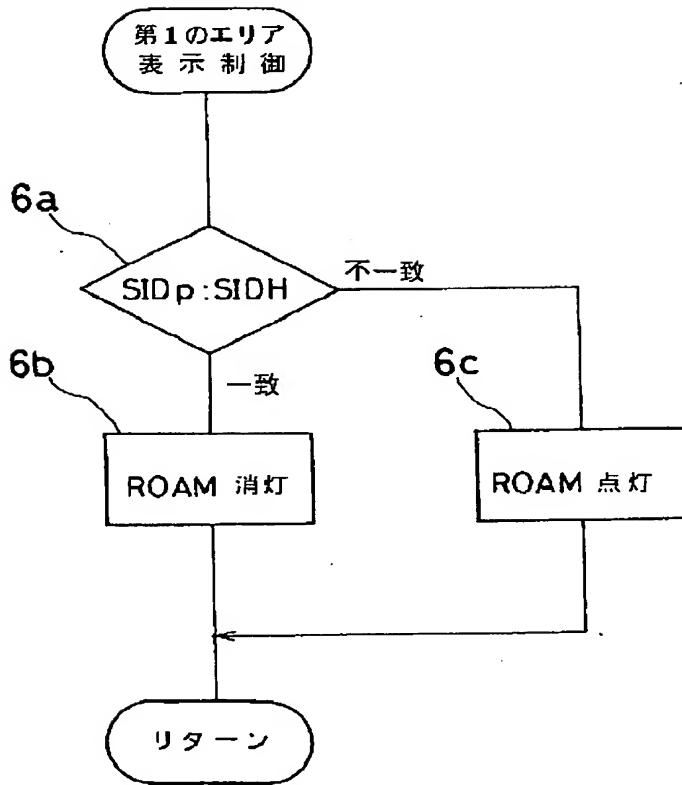 第1のエリア
表示制御
6a
SIDp:SIDH
不一致
6b
一致
6c
ROAM 消灯
ROAM 点灯
リターン